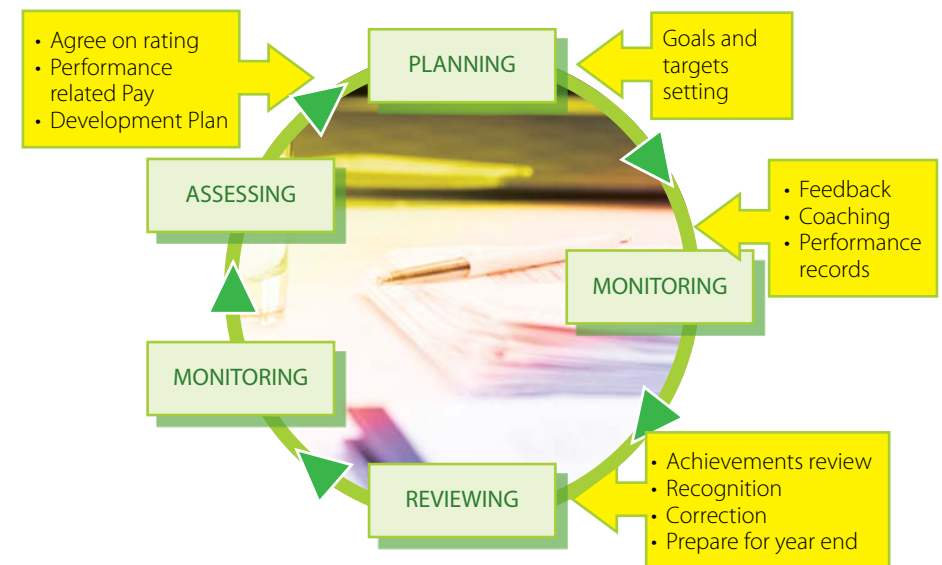 • Agree on rating
• Performance
related Pay
• Development Plan
PLANNING
Goals and
targets
setting
ASSESSING
• Feedback
• Coaching
• Performance
records
MONITORING
MONITORING
REVIEWING
• Achievements review
• Recognition
• Correction
• Prepare for year end